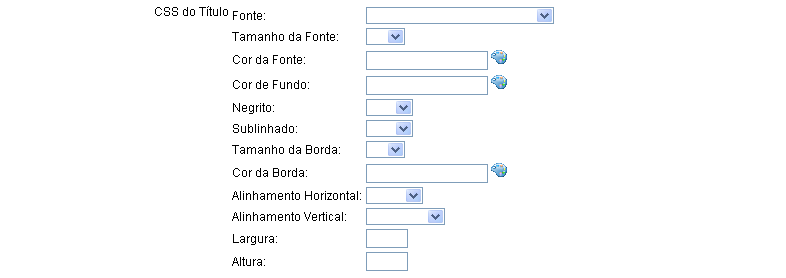 CSS do Título Fonte:
Tamanho da Fonte:
Cor da Fonte:
Cor de Fundo:
Negrito:
Sublinhado:
Tamanho da Borda:
Cor da Borda:
Alinhamento Horizontal:
Alinhamento Vertical:
Largura:
Altura: